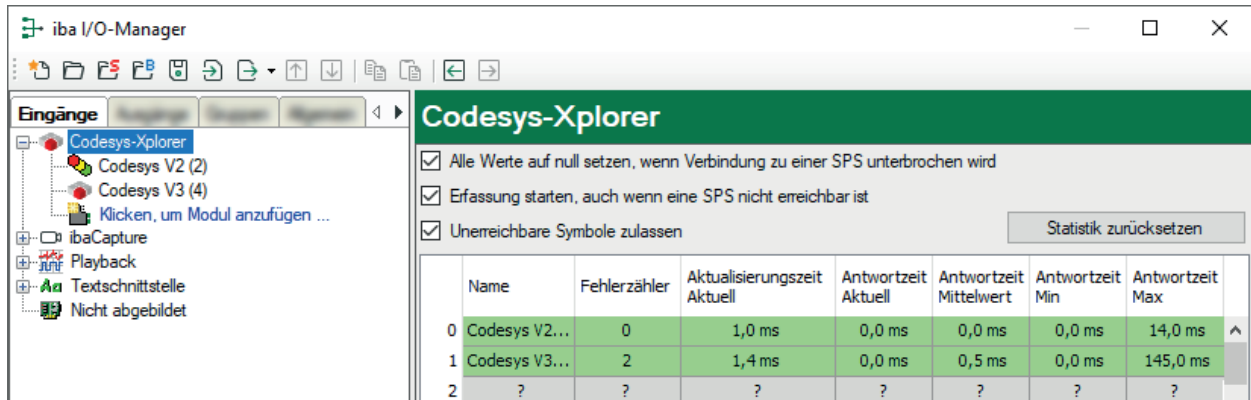 iba I/O-Manager
Eingänge
Codesys-Xplorer
Codesys V2 (2)
Codesys V3 (4)
Klicken, um Modul anzufügen ...
ibaCapture
Playback
Textschnittstelle
Nicht abgebildet
Codesys-Xplorer
Alle Werte auf null setzen, wenn Verbindung zu einer SPS unterbrochen wird
Erfassung starten, auch wenn eine SPS nicht erreichbar ist
Unerreichbare Symbole zulassen
Statistik zurücksetzen
Name Fehlerzähler Aktualisierungszeit Aktuell Antwortzeit Aktuell Antwortzeit Mittelwert Antwortzeit Min Antwortzeit Max
0 Codesys V2... 0 1,0 ms 0,0 ms 0,0 ms 0,0 ms 14,0 ms
1 Codesys V3... 2 1,4 ms 0,0 ms 0,5 ms 0,0 ms 145,0 ms
2 ? ? ? ? ? ? ?